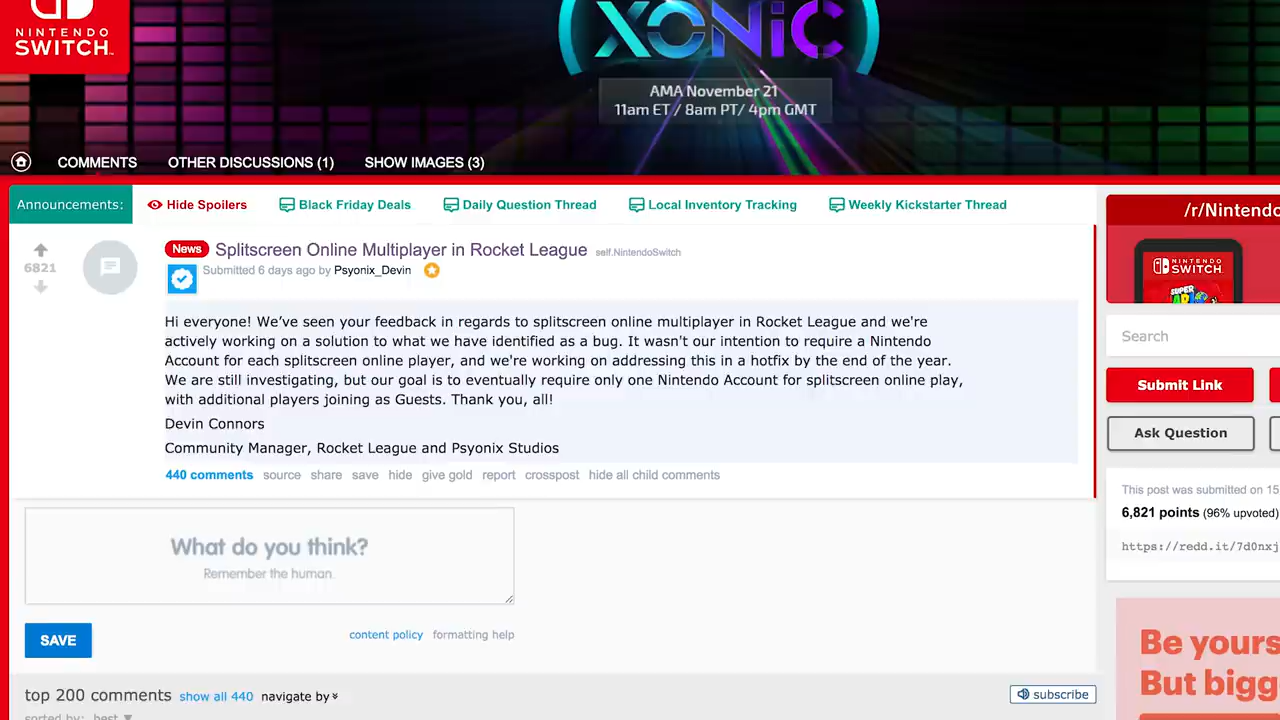 NINTENDO
SWITCH
XONiC
AMA November 21
11am ET / 8am PT/ 4pm GMT
COMMENTS OTHER DISCUSSIONS (1) SHOW IMAGES (3)
Announcements: Hide Spoilers Black Friday Deals Daily Question Thread Local Inventory Tracking Weekly Kickstarter Thread
/r/Nintendo
6821
News Splitscreen Online Multiplayer in Rocket League self.NintendoSwitch
Submitted 6 days ago by Psyonix_Devin
NINTENDO
SWITCH
SUPER
Hi everyone! We've seen your feedback in regards to splitscreen online multiplayer in Rocket League and we're
actively working on a solution to what we have identified as a bug. It wasn't our intention to require a Nintendo
Account for each splitscreen online player, and we're working on addressing this in a hotfix by the end of the year.
We are still investigating, but our goal is to eventually require only one Nintendo Account for splitscreen online play,
with additional players joining as Guests. Thank you, all!
Devin Connors
Community Manager, Rocket League and Psyonix Studios
440 comments source share save hide give gold report crosspost hide all child comments
Search
Submit Link
Ask Question
This post was submitted on 15
6,821 points (96% upvoted)
https://redd.it/7d0nxj
What do you think?
Remember the human
SAVE
content policy formatting help
Be yours
But bigg
top 200 comments show all 440 navigate by
subscribe
sorted by: best